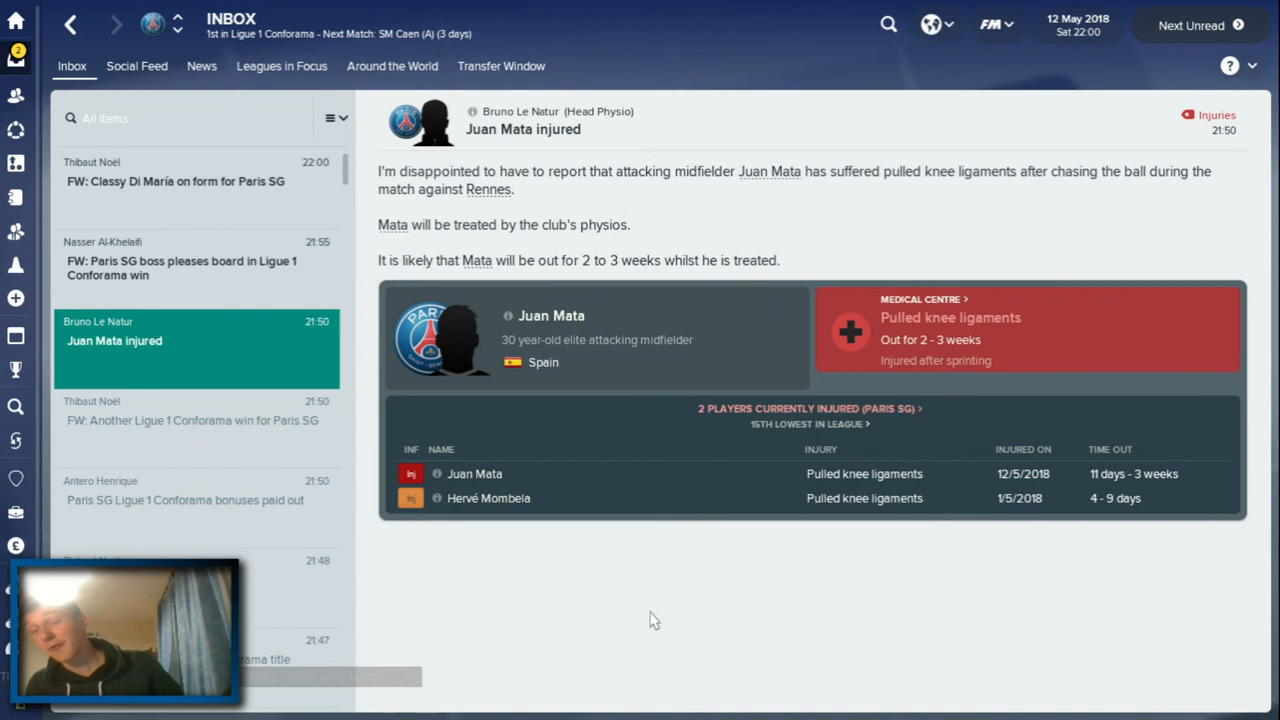 INBOX
1st in Ligue 1 Conforama - Next Match: SM Caen (A) (3 days)
FM
12 May 2018
Sat 22:00
Next Unread
2
Inbox
Social Feed
News
Leagues in Focus
Around the World
Transfer Window
?
All Items
Thibaut Noël 22:00
FW: Classy Di María on form for Paris SG
Nasser Al-Khelaifi 21:55
FW: Paris SG boss pleases board in Ligue 1
Conforama win
Bruno Le Natur 21:50
Juan Mata injured
Thibaut Noël 21:50
FW: Another Ligue 1 Conforama win for Paris SG
Antero Henrique 21:50
Paris SG Ligue 1 Conforama bonuses paid out
21:48
21:47
title
Bruno Le Natur (Head Physio)
Juan Mata injured
Injuries
21:50
I'm disappointed to have to report that attacking midfielder Juan Mata has suffered pulled knee ligaments after chasing the ball during the
match against Rennes.
Mata will be treated by the club's physios.
It is likely that Mata will be out for 2 to 3 weeks whilst he is treated.
PARIS
Juan Mata
30 year-old elite attacking midfielder
Spain
MEDICAL CENTRE >
Pulled knee ligaments
Out for 2 - 3 weeks
Injured after sprinting
2 PLAYERS CURRENTLY INJURED (PARIS SG) >
15TH LOWEST IN LEAGUE >
INF NAME INJURY INJURED ON TIME OUT
Inj Juan Mata Pulled knee ligaments 12/5/2018 11 days - 3 weeks
Inj Hervé Mombela Pulled knee ligaments 1/5/2018 4 - 9 days